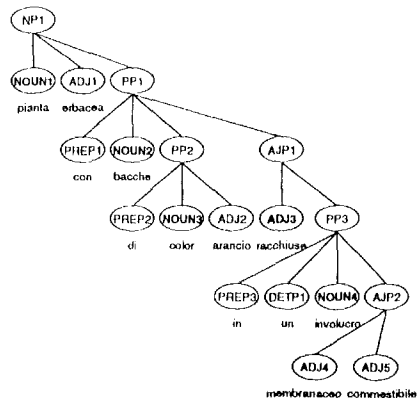 NP1
NOUN1 ADJ1 PP1
pianta erbacea
PREP1 NOUN2 PP2 AJP1
con bacche
PREP2 NOUN3 ADJ2 ADJ3 PP3
di color arancio racchiuse
PREP3 DETP1 NOUN4 AJP2
in un involucro
ADJ4 ADJ5
membranaceo commestibile